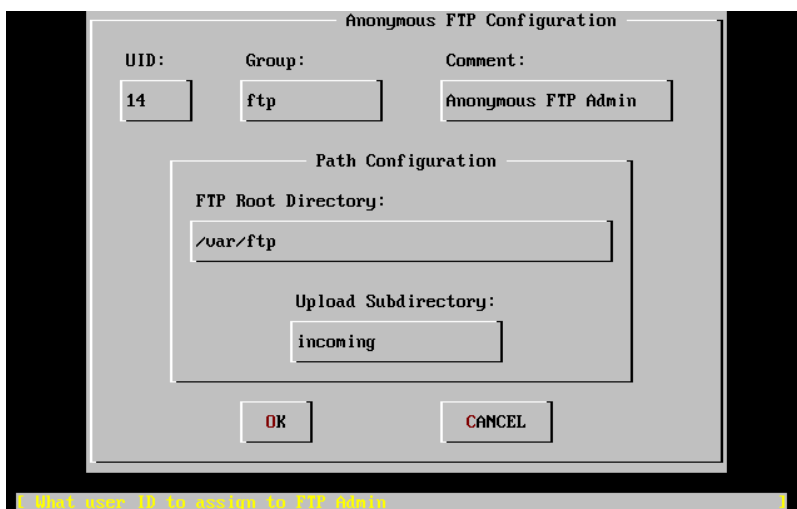 Anonymous FTP Configuration
UID: Group: Comment:
14 ftp Anonymous FTP Admin
Path Configuration
FTP Root Directory:
/var/ftp
Upload Subdirectory:
incoming
OK CANCEL
[ What user ID to assign to FTP Admin ]